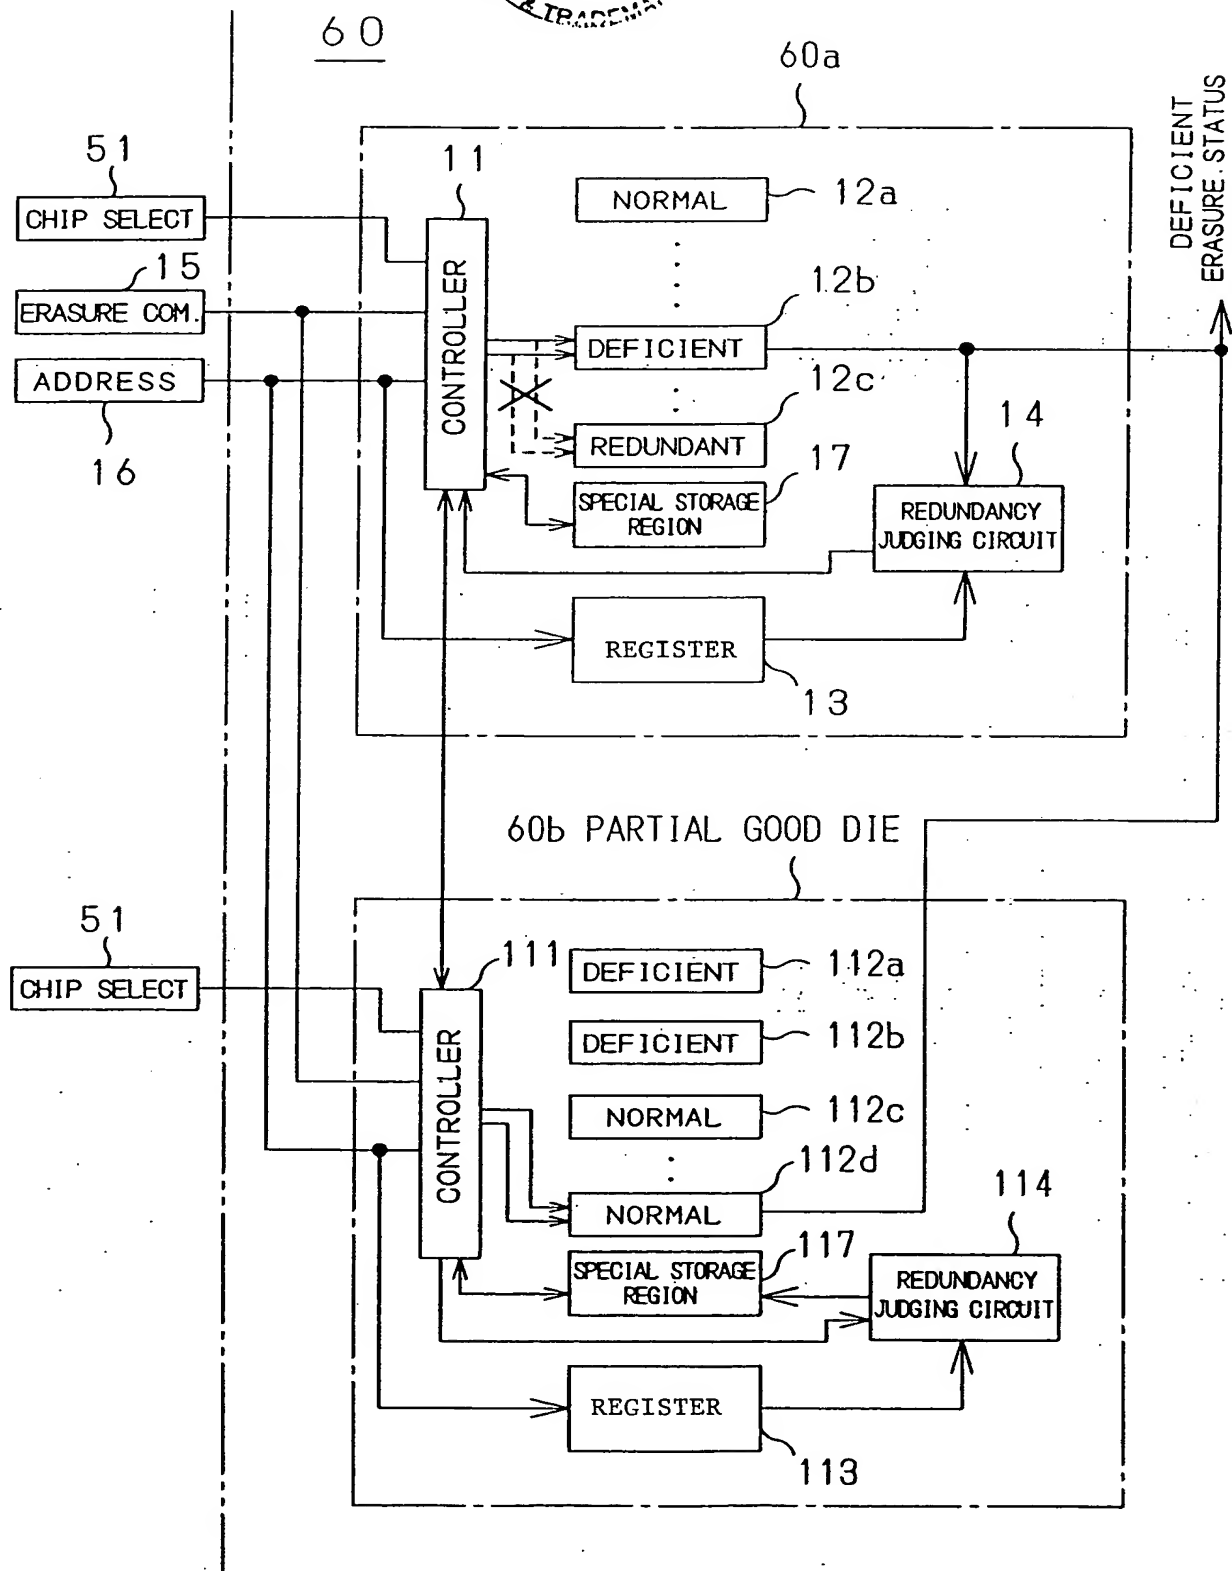 & TRADEMA
60
60a
DEFICIENT
ERASURE.STATUS
51
CHIP SELECT
11
CONTROLLER
NORMAL
12a
15
ERASURE COM.
12b
DEFICIENT
ADDRESS
16
12c
REDUNDANT
17
SPECIAL STORAGE
REGION
14
REDUNDANCY
JUDGING CIRCUIT
REGISTER
13
60b PARTIAL GOOD DIE
51
CHIP SELECT
111
CONTROLLER
DEFICIENT
112a
DEFICIENT
112b
NORMAL
112c
112d
NORMAL
114
117
SPECIAL STORAGE
REGION
REDUNDANCY
JUDGING CIRCUIT
REGISTER
113